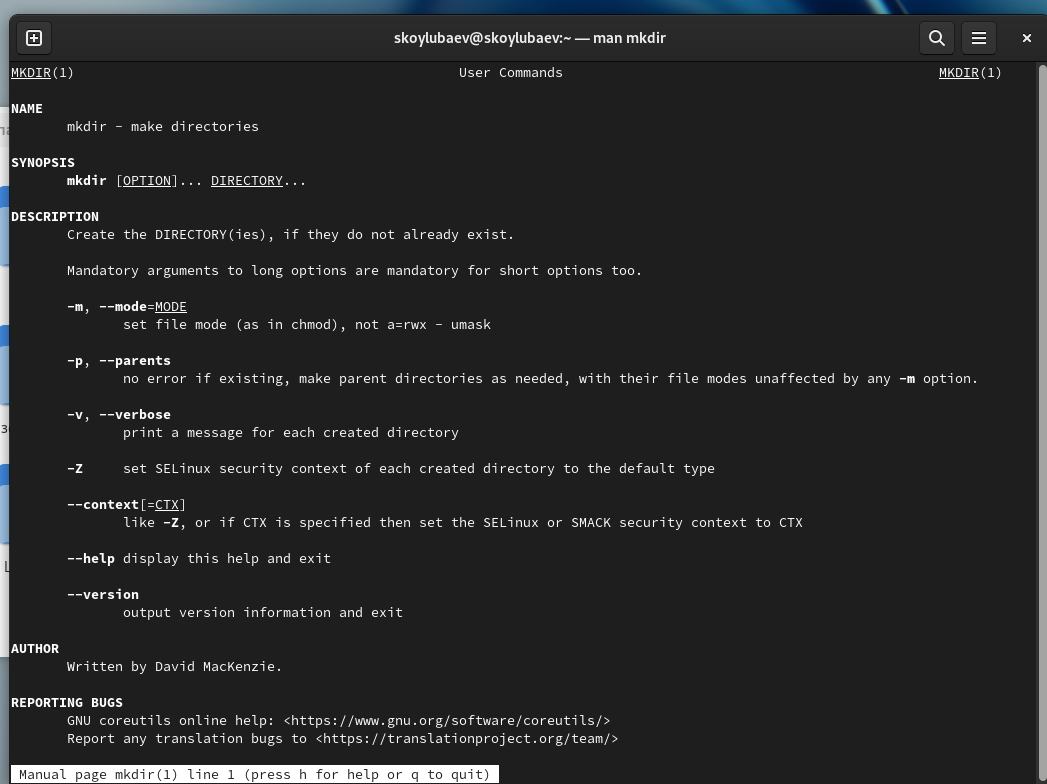 skoylubaev@skoylubaev:~ — man mkdir
MKDIR(1) User Commands MKDIR(1)
NAME
mkdir - make directories
SYNOPSIS
mkdir [OPTION]... DIRECTORY...
DESCRIPTION
Create the DIRECTORY(ies), if they do not already exist.
Mandatory arguments to long options are mandatory for short options too.
-m, --mode=MODE
set file mode (as in chmod), not a=rwx - umask
-p, --parents
no error if existing, make parent directories as needed, with their file modes unaffected by any -m option.
-v, --verbose
print a message for each created directory
-Z set SELinux security context of each created directory to the default type
--context[=CTX]
like -Z, or if CTX is specified then set the SELinux or SMACK security context to CTX
--help display this help and exit
--version
output version information and exit
AUTHOR
Written by David MacKenzie.
REPORTING BUGS
GNU coreutils online help: <https://www.gnu.org/software/coreutils/>
Report any translation bugs to <https://translationproject.org/team/>
Manual page mkdir(1) line 1 (press h for help or q to quit)